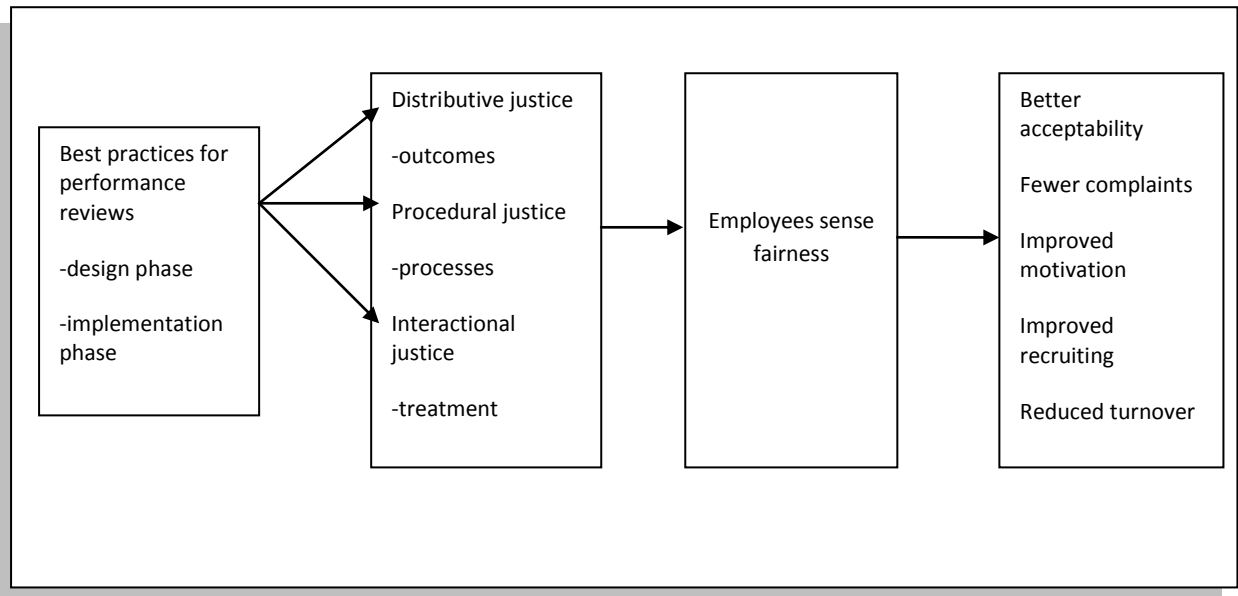 Best practices for
performance
reviews
-design phase
-implementation
phase
Distributive justice
-outcomes
Procedural justice
-processes
Interactional
justice
-treatment
Employees sense
fairness
Better
acceptability
Fewer complaints
Improved
motivation
Improved
recruiting
Reduced turnover